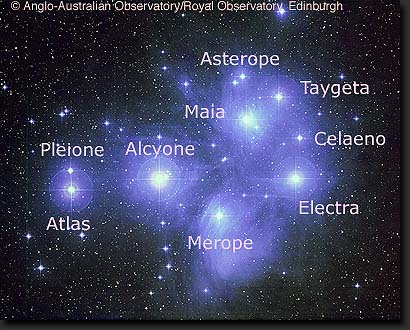 © Anglo-Australian Observatory/Royal Observatory, Edinburgh
Asterope
Taygeta
Maia
Celaeno
Pleione
Alcyone
Electra
Atlas
Merope